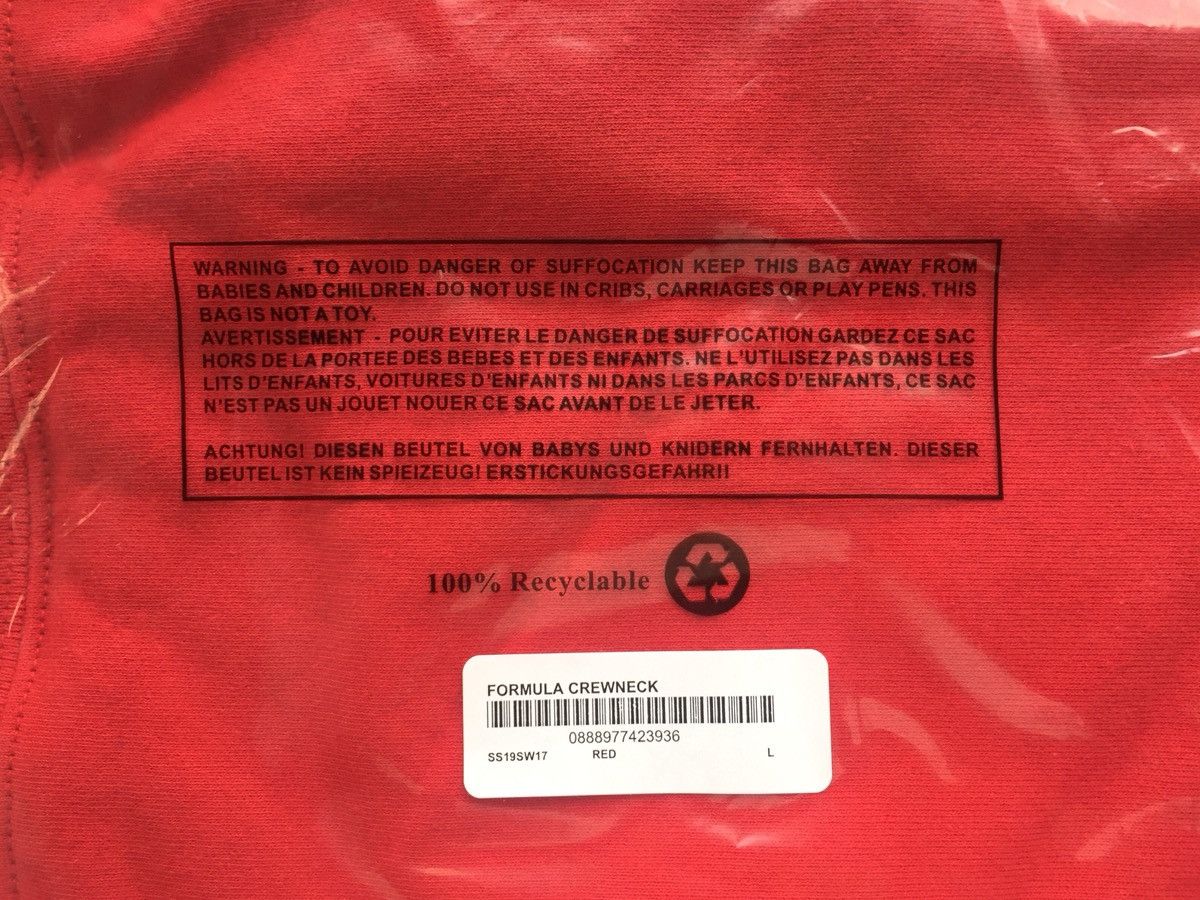 WARNING - TO AVOID DANGER OF SUFFOCATION KEEP THIS BAG AWAY FROM
BABIES AND CHILDREN. DO NOT USE IN CRIBS, CARRIAGES OR PLAY PENS. THIS
BAG IS NOT A TOY.
AVERTISSEMENT - POUR EVITER LE DANGER DE SUFFOCATION GARDEZ CE SAC
HORS DE LA PORTEE DES BEBES ET DES ENFANTS. NE L'UTILISEZ PAS DANS LES
LITS D'ENFANTS, VOITURES D'ENFANTS NI DANS LES PARCS D'ENFANTS, CE SAC
N'EST PAS UN JOUET NOUER CE SAC AVANT DE LE JETER.
ACHTUNG! DIESEN BEUTEL VON BABYS UND KNIDERN FERNHALTEN. DIESER
BEUTEL IST KEIN SPIEIZEUG! ERSTICKUNGSGEFAHR!!
100% Recyclable
FORMULA CREWNECK
0888977423936
SS19SW17 RED L